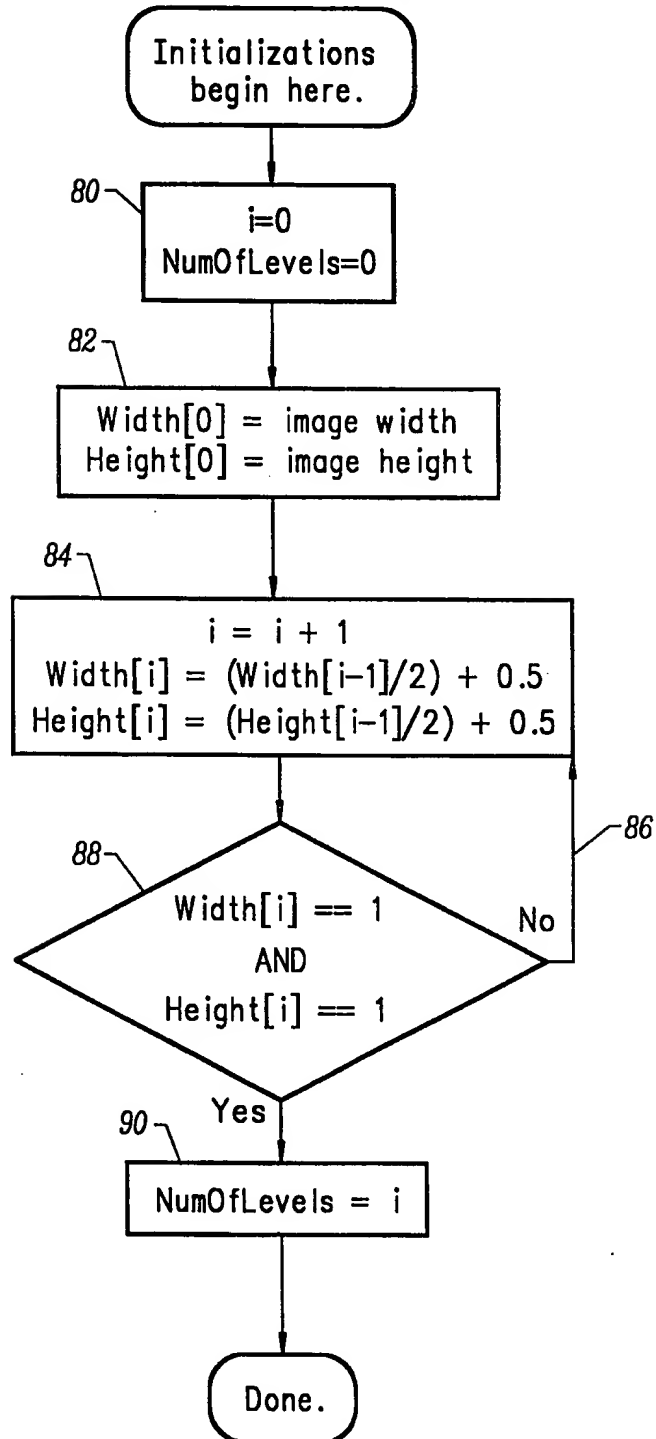 Initializations
begin here.
80
i=0
NumOfLevels=0
82
Width[0] = image width
Height[0] = image height
84
i = i + 1
Width[i] = (Width[i-1]/2) + 0.5
Height[i] = (Height[i-1]/2) + 0.5
86
88
Width[i] == 1
AND
Height[i] == 1
No
Yes
90
NumOfLevels = i
Done.